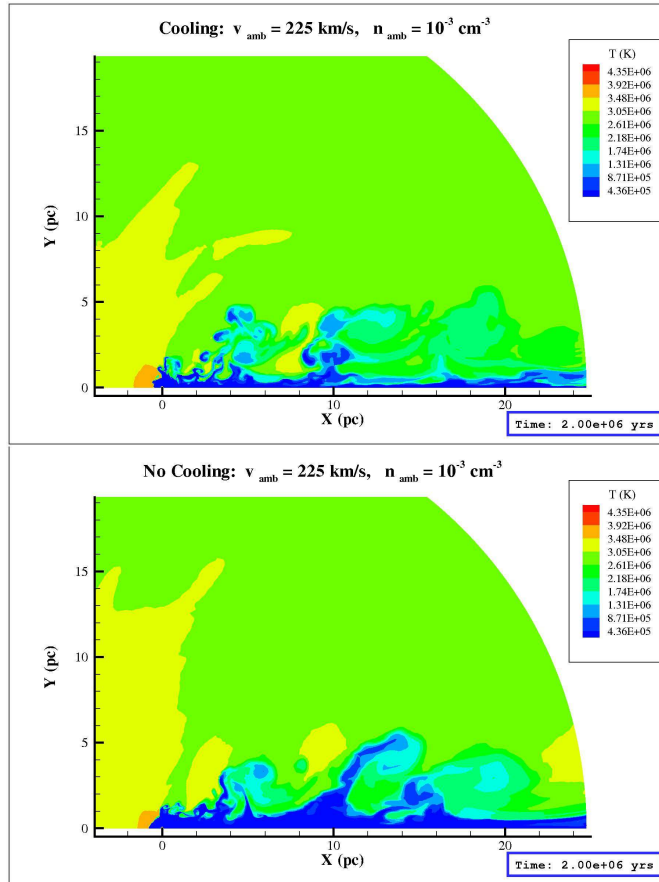 Cooling: v amb = 225 km/s, n amb = 10⁻³ cm⁻³
T (K)
4.35E+06
3.92E+06
3.48E+06
3.05E+06
2.61E+06
2.18E+06
1.74E+06
1.31E+06
8.71E+05
4.36E+05
Y (pc)
15
10
5
0
0 10 20
X (pc)
Time: 2.00e+06 yrs
No Cooling: v amb = 225 km/s, n amb = 10⁻³ cm⁻³
T (K)
4.35E+06
3.92E+06
3.48E+06
3.05E+06
2.61E+06
2.18E+06
1.74E+06
1.31E+06
8.71E+05
4.36E+05
Y (pc)
15
10
5
0
0 10 20
X (pc)
Time: 2.00e+06 yrs